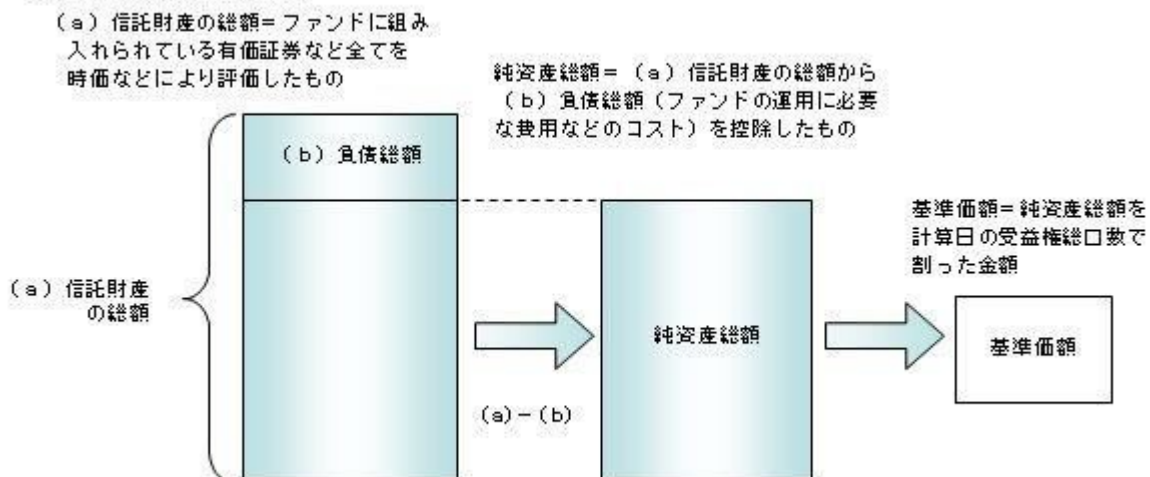 (a)信託財産の総額=ファンドに組み
入れられている有価証券など全てを
時価などにより評価したもの
純資産総額=(a)信託財産の総額から
(b)負債総額(ファンドの運用に必要
な費用などのコスト)を控除したもの
(b)負債総額
基準価額=純資産総額を
計算日の受益権総口数で
割った金額
(a)信託財産
の総額
純資産総額
基準価額
(a)-(b)